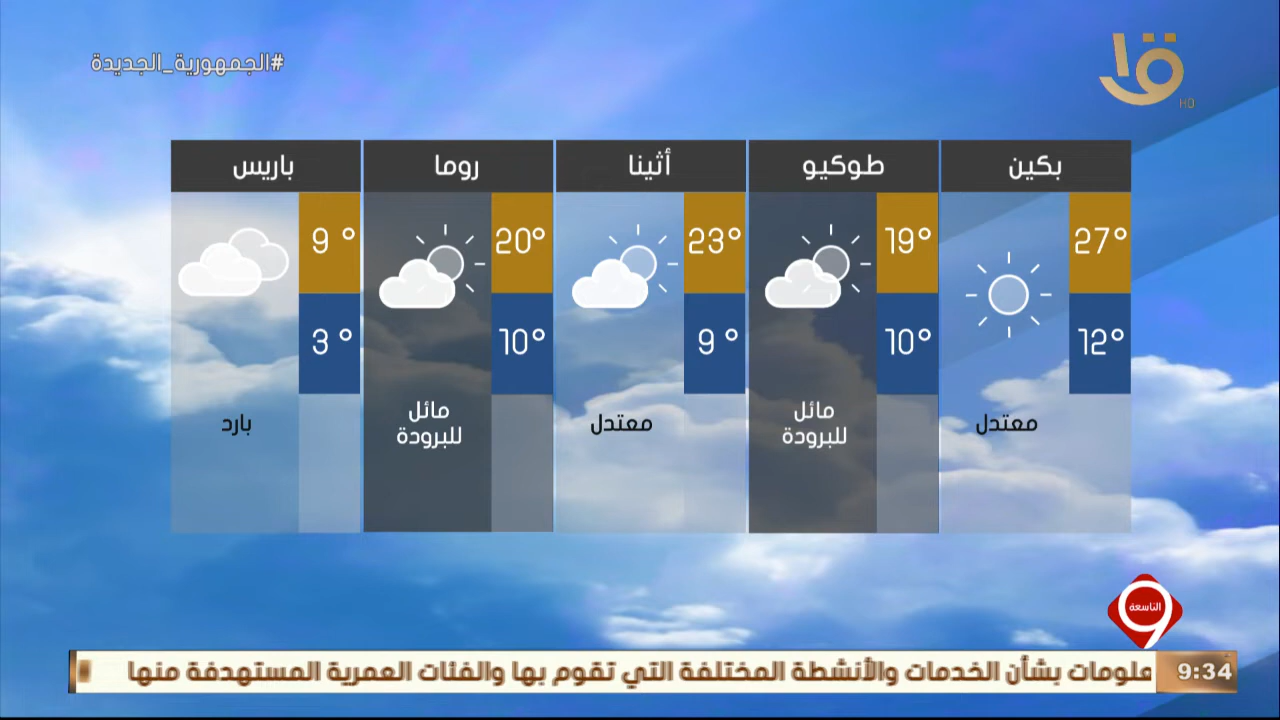 #الجمهورية_الجديدة
HD
بكين
27°
12°
معتدل
طوكيو
19°
10°
مائل
للبرودة
أثينا
23°
9 °
معتدل
روما
20°
10°
مائل
للبرودة
باريس
9 °
3 °
بارد
التاسعة
9
9:34
علومات بشأن الخدمات والأنشطة المختلفة التي تقوم بها والفئات العمرية المستهدفة منها